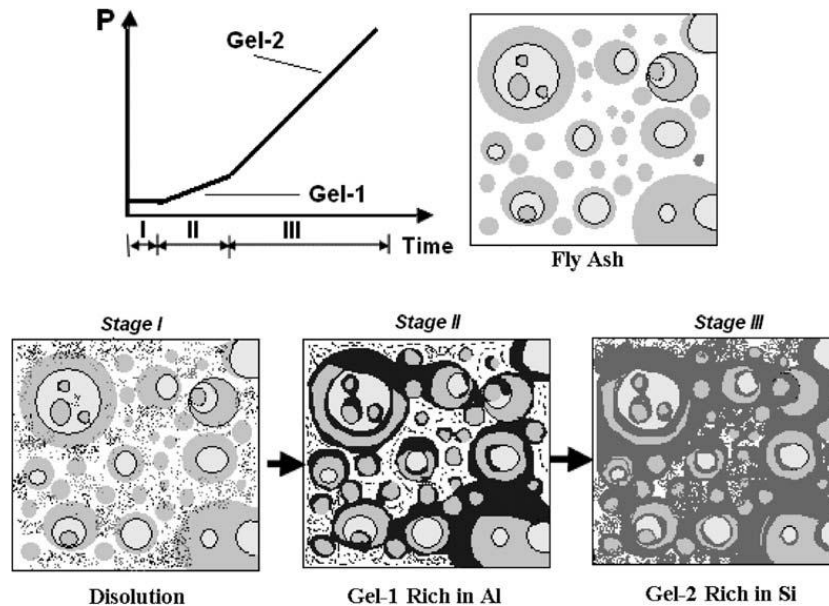 P
Gel-2
Gel-1
I II III Time
Fly Ash
Stage I Stage II Stage III
Disolution Gel-1 Rich in Al Gel-2 Rich in Si